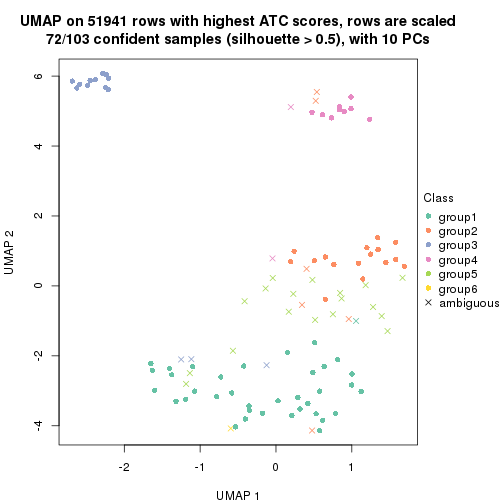 UMAP on 51941 rows with highest ATC scores, rows are scaled
72/103 confident samples (silhouette > 0.5), with 10 PCs
6
4
2
0
-2
-4
UMAP 2
-2
-1
0
1
UMAP 1
Class
group1
group2
group3
group4
group5
group6
ambiguous